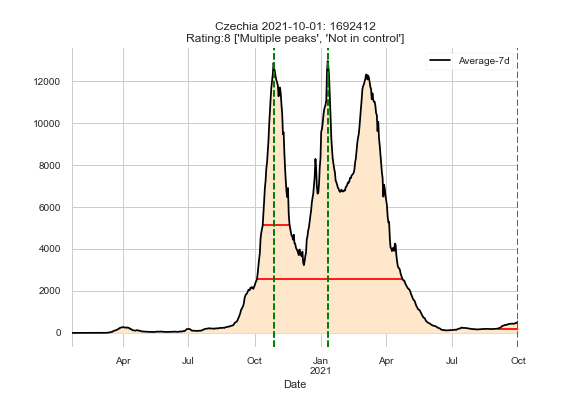 Czechia 2021-10-01: 1692412
Rating:8 ['Multiple peaks', 'Not in control']
Average-7d
12000
10000
8000
6000
4000
2000
0
Apr Jul Oct Jan Apr Jul Oct
2021
Date